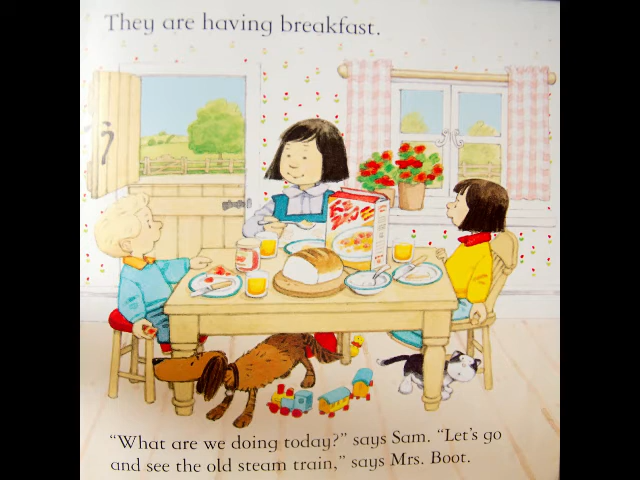 They are having breakfast.
"What are we doing today?" says Sam. "Let's go
and see the old steam train," says Mrs. Boot.